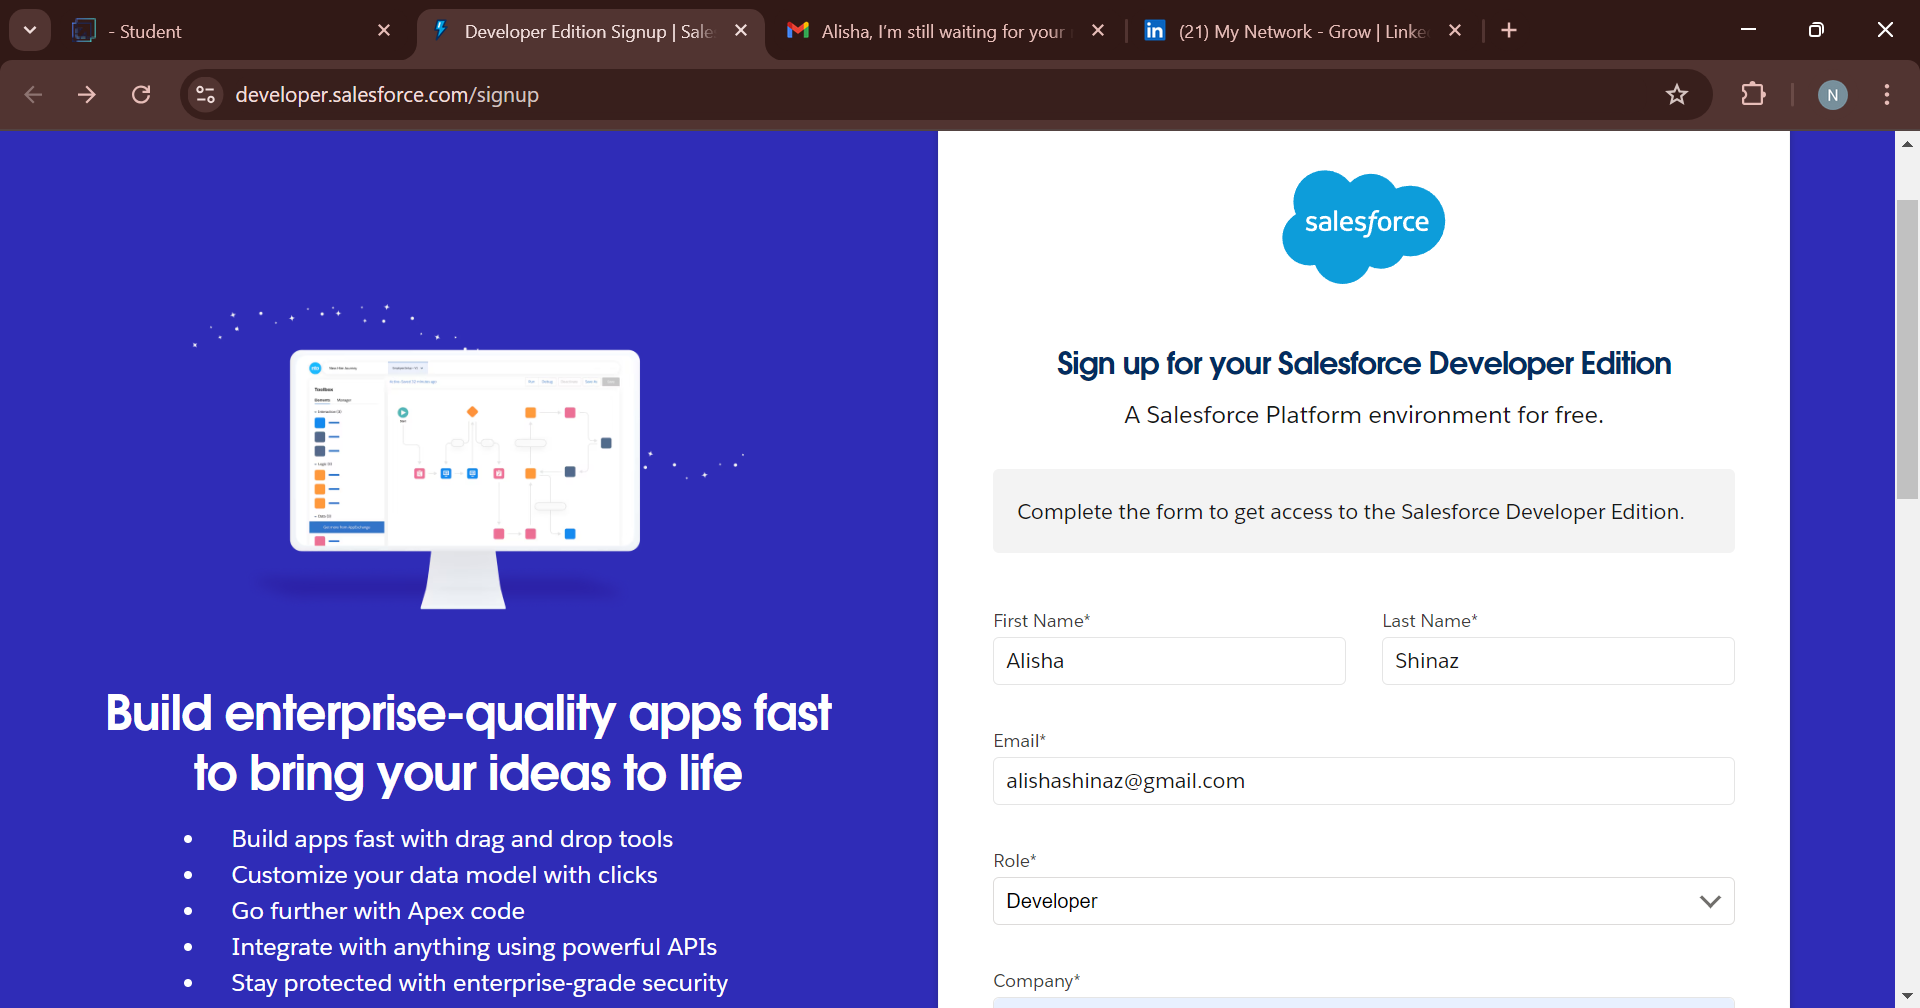 - Student
Developer Edition Signup | Sale
Alisha, I'm still waiting for your
(21) My Network - Grow | Linke
developer.salesforce.com/signup
N
salesforce
Sign up for your Salesforce Developer Edition
A Salesforce Platform environment for free.
Complete the form to get access to the Salesforce Developer Edition.
First Name*
Last Name*
Alisha
Shinaz
Email*
alishashinaz@gmail.com
Role*
Developer
Company*
Toolbox
Elements Manager
Build enterprise-quality apps fast
to bring your ideas to life
• Build apps fast with drag and drop tools
• Customize your data model with clicks
• Go further with Apex code
• Integrate with anything using powerful APIs
• Stay protected with enterprise-grade security